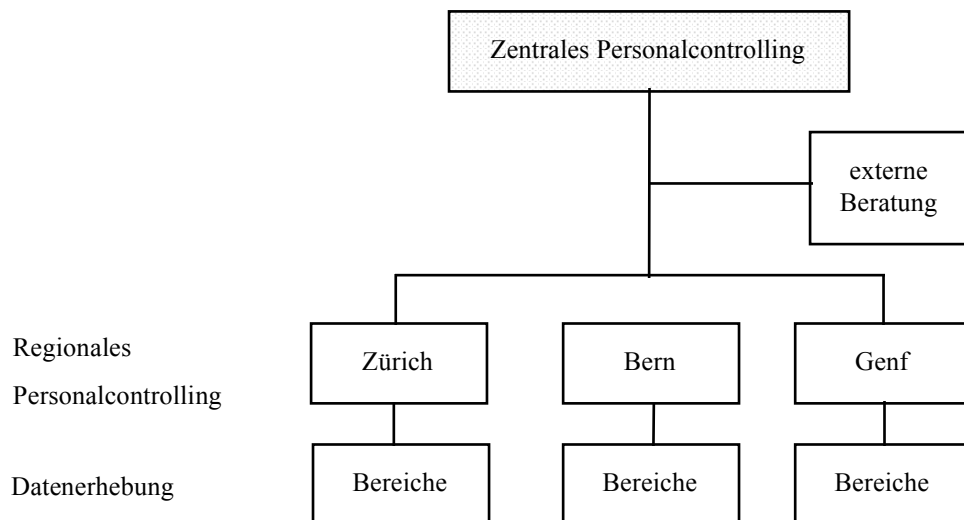 Zentrales Personalcontrolling
externe
Beratung
Regionales
Personalcontrolling
Zürich
Bern
Genf
Datenerhebung
Bereiche
Bereiche
Bereiche